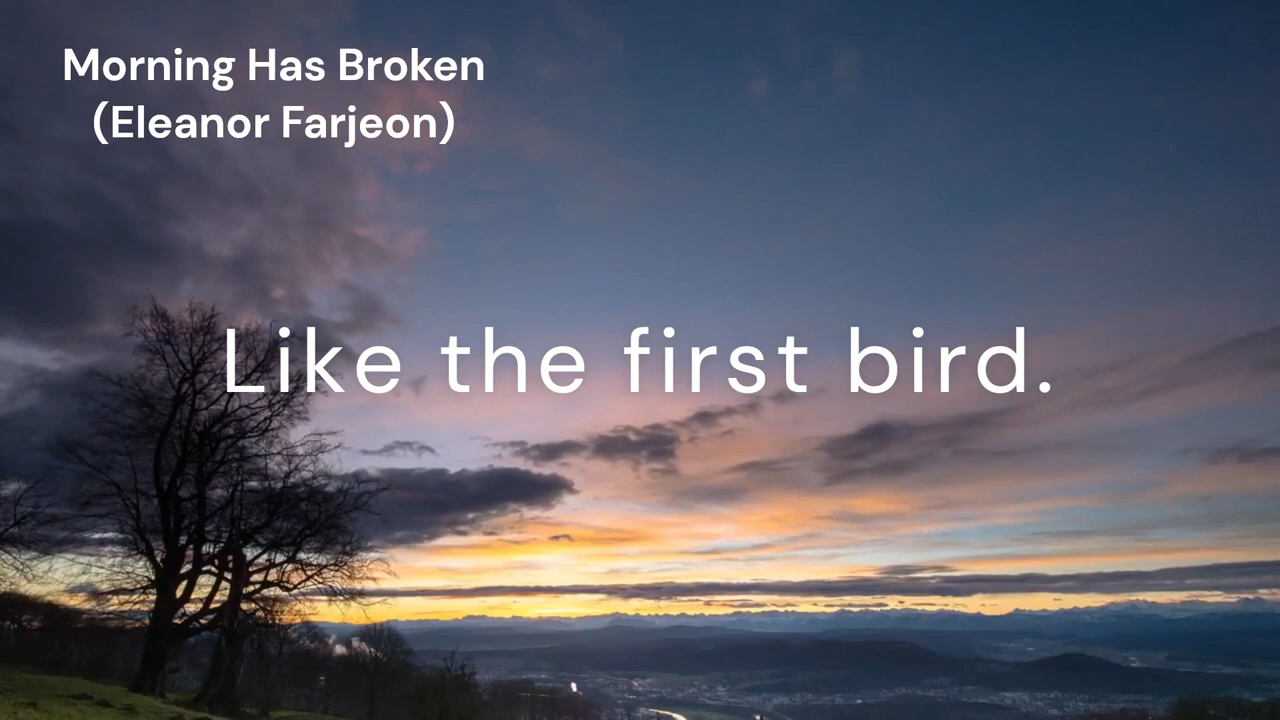 Morning Has Broken
(Eleanor Farjeon)
Like the first bird.